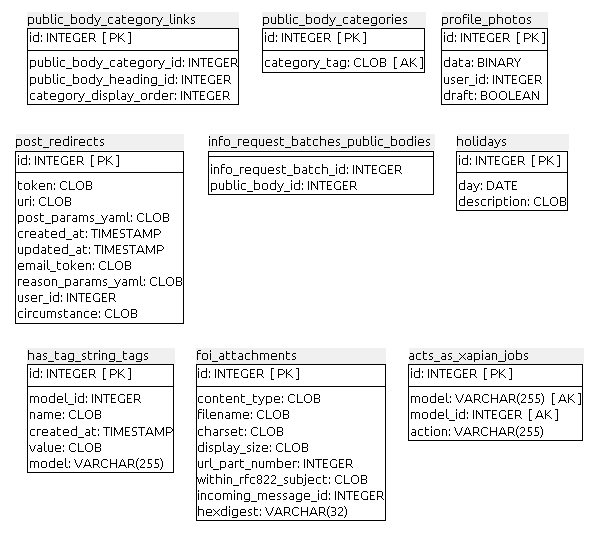 public_body_category_links
id: INTEGER [PK]
public_body_category_id: INTEGER
public_body_heading_id: INTEGER
category_display_order: INTEGER
public_body_categories
id: INTEGER [PK]
category_tag: CLOB [AK]
profile_photos
id: INTEGER [PK]
data: BINARY
user_id: INTEGER
draft: BOOLEAN
post_redirects
id: INTEGER [PK]
token: CLOB
uri: CLOB
post_params_yaml: CLOB
created_at: TIMESTAMP
updated_at: TIMESTAMP
email_token: CLOB
reason_params_yaml: CLOB
user_id: INTEGER
circumstance: CLOB
info_request_batches_public_bodies
info_request_batch_id: INTEGER
public_body_id: INTEGER
holidays
id: INTEGER [PK]
day: DATE
description: CLOB
has_tag_string_tags
id: INTEGER [PK]
model_id: INTEGER
name: CLOB
created_at: TIMESTAMP
value: CLOB
model: VARCHAR(255)
foi_attachments
id: INTEGER [PK]
content_type: CLOB
filename: CLOB
charset: CLOB
display_size: CLOB
url_part_number: INTEGER
within_rfc822_subject: CLOB
incoming_message_id: INTEGER
hexdigest: VARCHAR(32)
acts_as_xapian_jobs
id: INTEGER [PK]
model: VARCHAR(255) [AK]
model_id: INTEGER [AK]
action: VARCHAR(255)